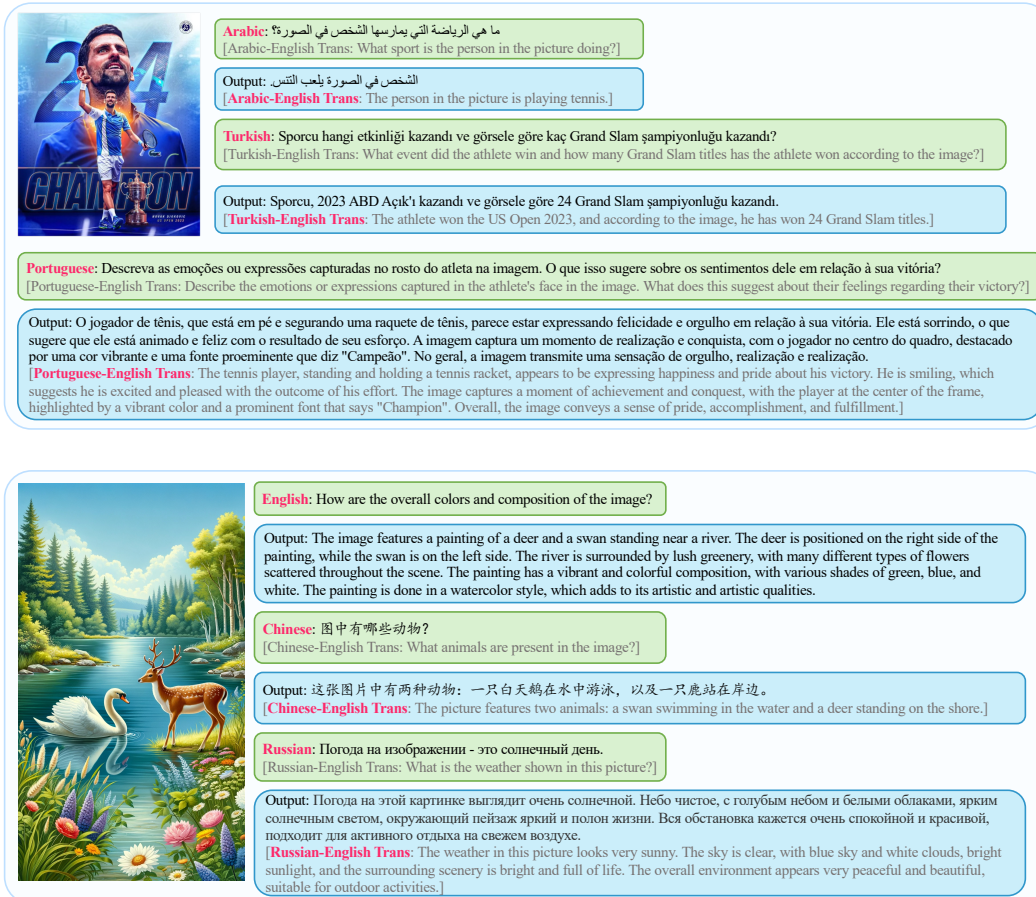 24
CHAMPION
NOVAK DJOKOVIC
US OPEN 2023
Arabic: ما هي الرياضة التي يمارسها الشخص في الصورة؟
[Arabic-English Trans: What sport is the person in the picture doing?]
Output: الشخص في الصورة يلعب التنس.
[Arabic-English Trans: The person in the picture is playing tennis.]
Turkish: Sporcu hangi etkinliği kazandı ve görsele göre kaç Grand Slam şampiyonluğu kazandı?
[Turkish-English Trans: What event did the athlete win and how many Grand Slam titles has the athlete won according to the image?]
Output: Sporcu, 2023 ABD Açık'ı kazandı ve görsele göre 24 Grand Slam şampiyonluğu kazandı.
[Turkish-English Trans: The athlete won the US Open 2023, and according to the image, he has won 24 Grand Slam titles.]
Portuguese: Descreva as emoções ou expressões capturadas no rosto do atleta na imagem. O que isso sugere sobre os sentimentos dele em relação à sua vitória?
[Portuguese-English Trans: Describe the emotions or expressions captured in the athlete's face in the image. What does this suggest about their feelings regarding their victory?]
Output: O jogador de tênis, que está em pé e segurando uma raquete de tênis, parece estar expressando felicidade e orgulho em relação à sua vitória. Ele está sorrindo, o que
sugere que ele está animado e feliz com o resultado de seu esforço. A imagem captura um momento de realização e conquista, com o jogador no centro do quadro, destacado
por uma cor vibrante e uma fonte proeminente que diz "Campeão". No geral, a imagem transmite uma sensação de orgulho, realização e realização.
[Portuguese-English Trans: The tennis player, standing and holding a tennis racket, appears to be expressing happiness and pride about his victory. He is smiling, which
suggests he is excited and pleased with the outcome of his effort. The image captures a moment of achievement and conquest, with the player at the center of the frame,
highlighted by a vibrant color and a prominent font that says "Champion". Overall, the image conveys a sense of pride, accomplishment, and fulfillment.]
English: How are the overall colors and composition of the image?
Output: The image features a painting of a deer and a swan standing near a river. The deer is positioned on the right side of the
painting, while the swan is on the left side. The river is surrounded by lush greenery, with many different types of flowers
scattered throughout the scene. The painting has a vibrant and colorful composition, with various shades of green, blue, and
white. The painting is done in a watercolor style, which adds to its artistic and artistic qualities.
Chinese: 图中有哪些动物?
[Chinese-English Trans: What animals are present in the image?]
Output: 这张图片中有两种动物：一只白天鹅在水中游泳，以及一只鹿站在岸边。
[Chinese-English Trans: The picture features two animals: a swan swimming in the water and a deer standing on the shore.]
Russian: Погода на изображении - это солнечный день.
[Russian-English Trans: What is the weather shown in this picture?]
Output: Погода на этой картинке выглядит очень солнечной. Небо чистое, с голубым небом и белыми облаками, ярким
солнечным светом, окружающий пейзаж яркий и полон жизни. Вся обстановка кажется очень спокойной и красивой,
подходит для активного отдыха на свежем воздухе.
[Russian-English Trans: The weather in this picture looks very sunny. The sky is clear, with blue sky and white clouds, bright
sunlight, and the surrounding scenery is bright and full of life. The overall environment appears very peaceful and beautiful,
suitable for outdoor activities.]